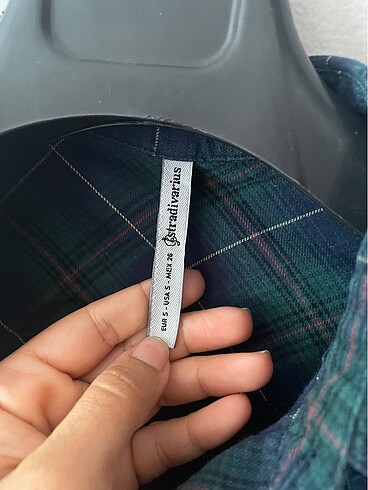 stradivarius
EUR S - USA S - MEX 26